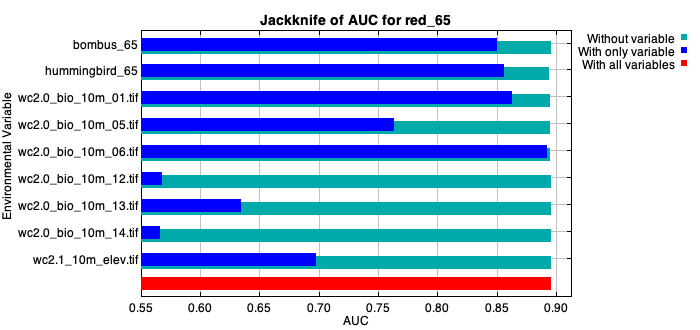 Jackknife of AUC for red_65
Without variable
With only variable
With all variables
Environmental Variable
bombus_65
hummingbird_65
wc2.0_bio_10m_01.tif
wc2.0_bio_10m_05.tif
wc2.0_bio_10m_06.tif
wc2.0_bio_10m_12.tif
wc2.0_bio_10m_13.tif
wc2.0_bio_10m_14.tif
wc2.1_10m_elev.tif
0.55 0.60 0.65 0.70 0.75 0.80 0.85 0.90
AUC